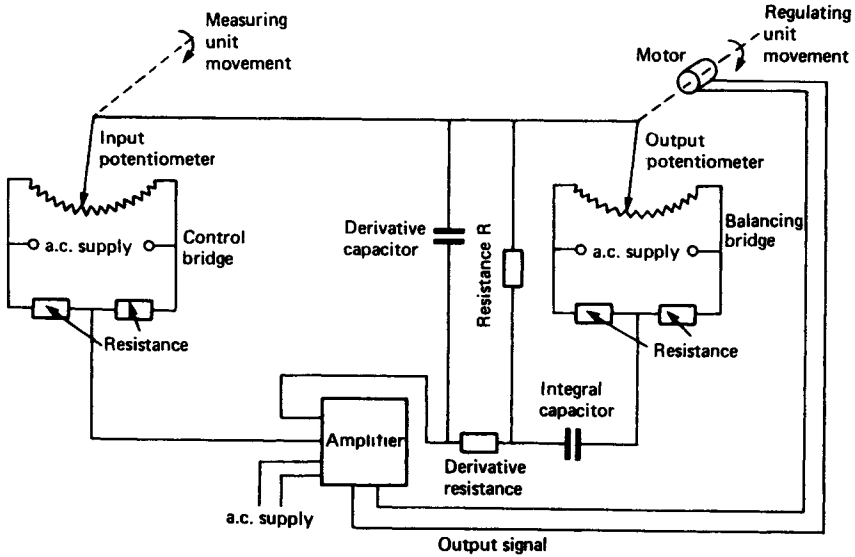 Measuring
unit
movement
Regulating
unit
movement
Motor
Input
potentiometer
Output
potentiometer
Derivative
capacitor
Resistance R
a.c. supply
Control
bridge
a.c. supply
Balancing
bridge
Resistance
Resistance
Integral
capacitor
Amplifier
Derivative
resistance
a.c. supply
Output signal